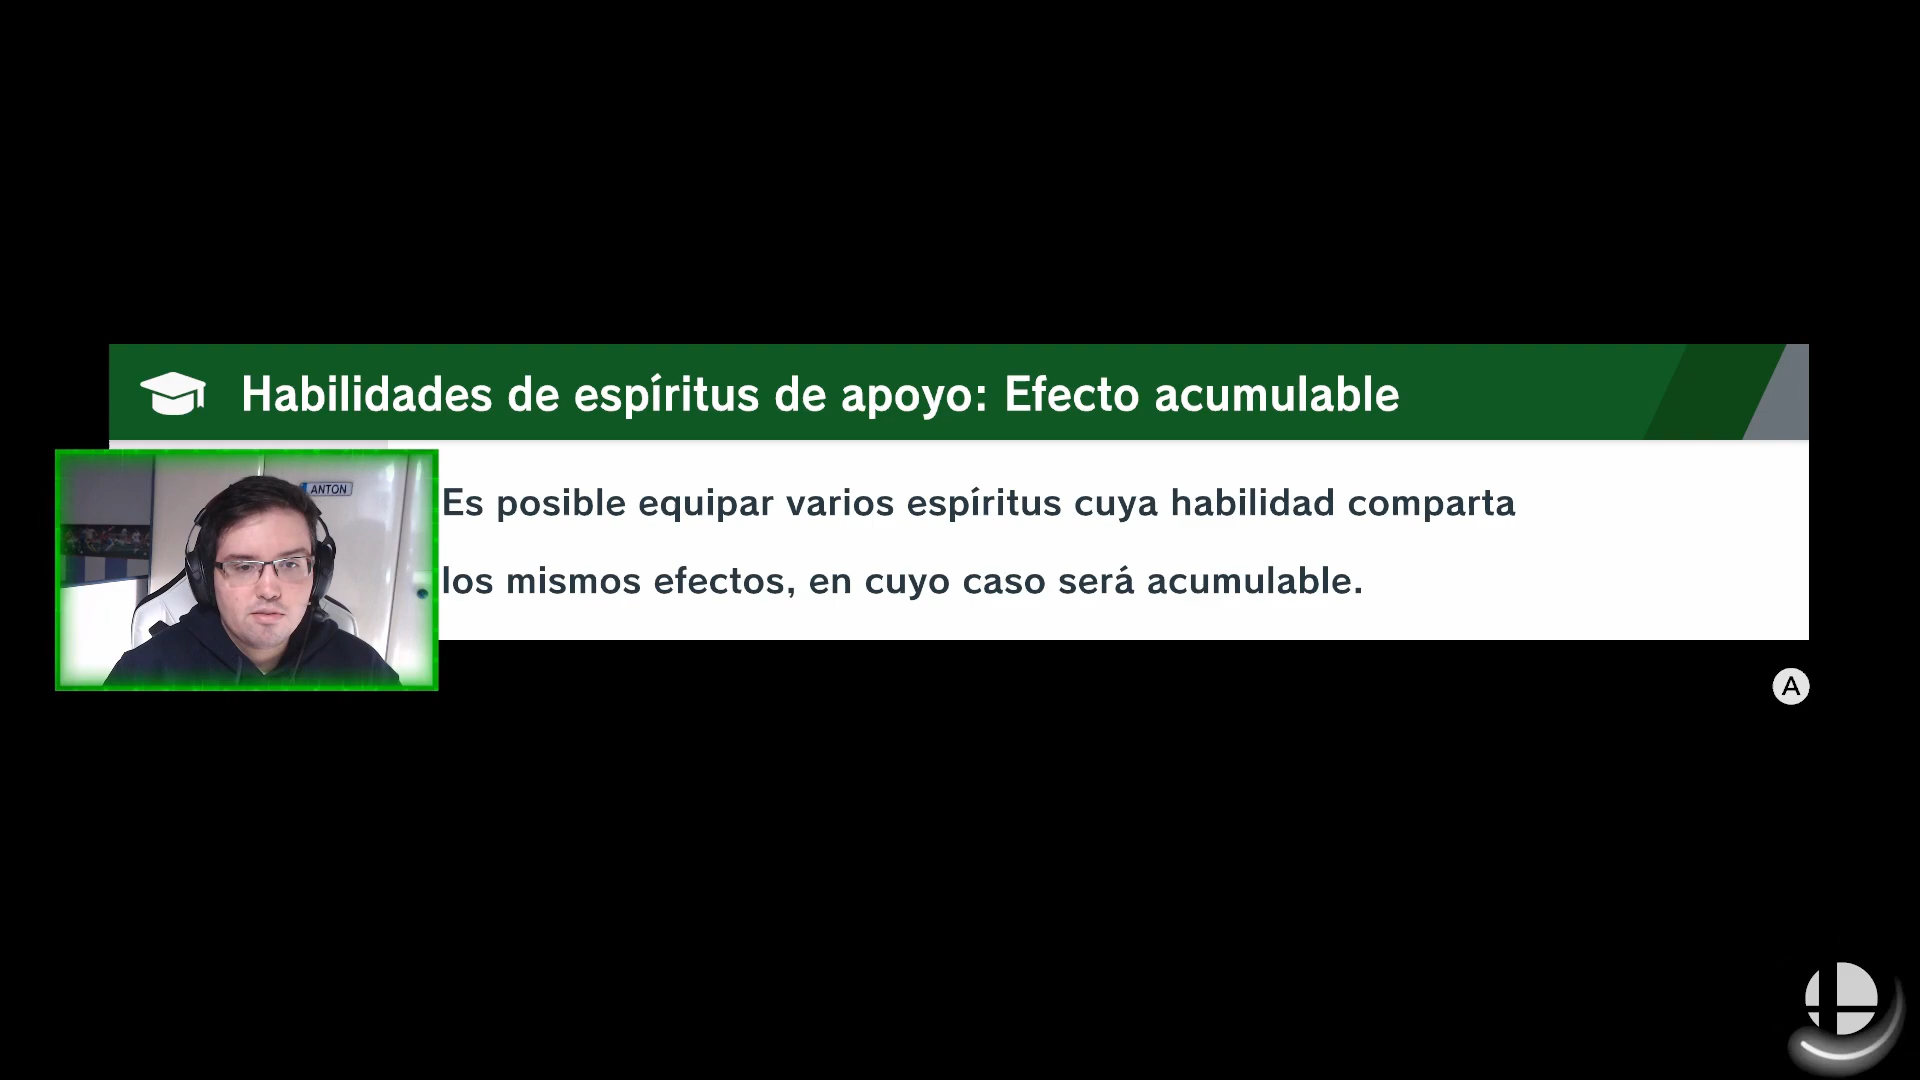 Habilidades de espíritus de apoyo: Efecto acumulable
ANTON
Es posible equipar varios espíritus cuya habilidad comparta
los mismos efectos, en cuyo caso será acumulable.
A